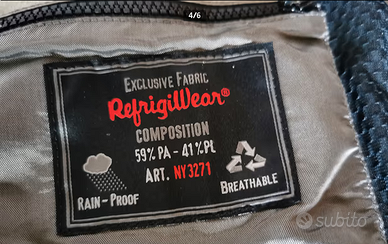 4/6
EXCLUSIVE FABRIC
RefrigiWear®
COMPOSITION
59% PA - 41% PL
ART. NY3271
RAIN-PROOF
BREATHABLE
subito